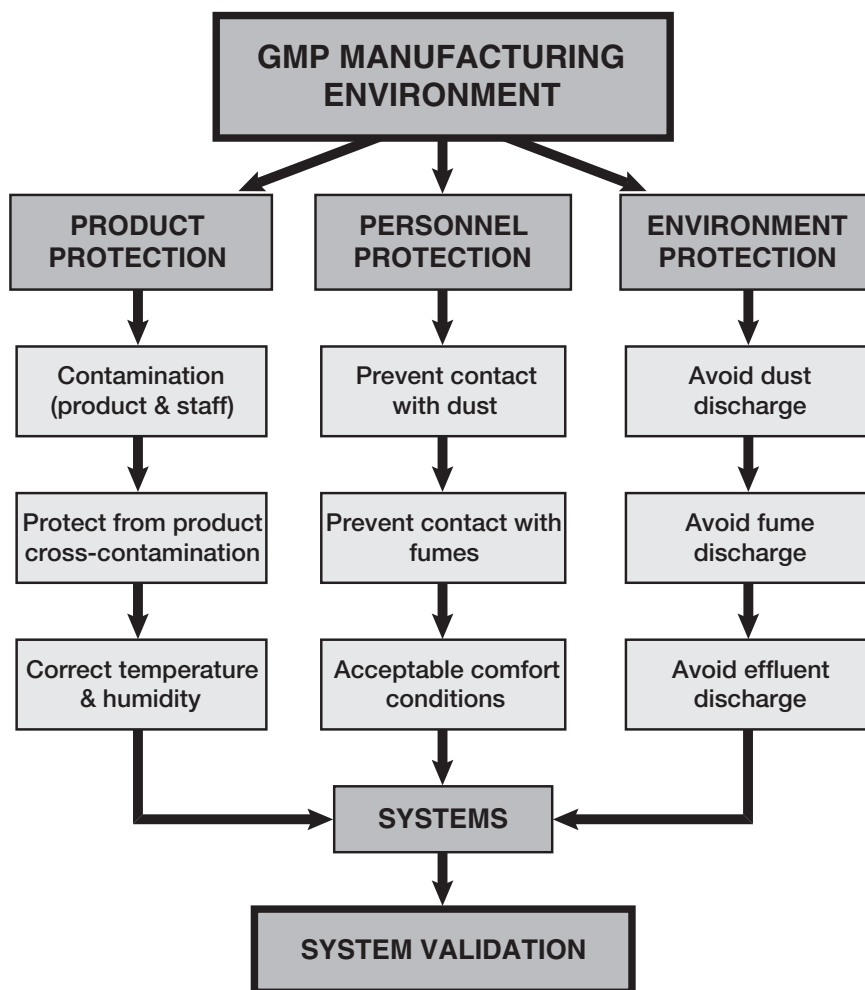 GMP MANUFACTURING
ENVIRONMENT
PRODUCT
PROTECTION
PERSONNEL
PROTECTION
ENVIRONMENT
PROTECTION
Contamination
(product & staff)
Prevent contact
with dust
Avoid dust
discharge
Protect from product
cross-contamination
Prevent contact with
fumes
Avoid fume
discharge
Correct temperature
& humidity
Acceptable comfort
conditions
Avoid effluent
discharge
SYSTEMS
SYSTEM VALIDATION